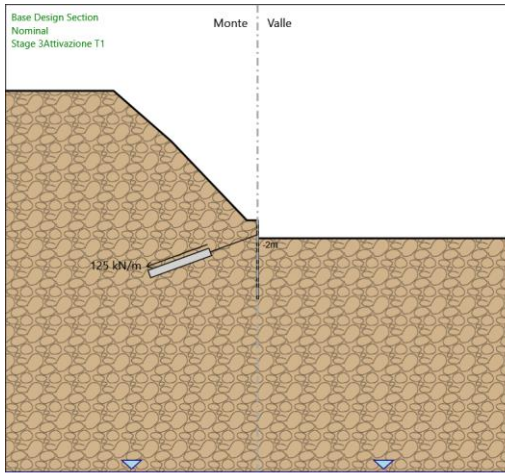 Base Design Section
Nominal
Stage 3Attivazione T1
Monte
Valle
-2m
125 kN/m